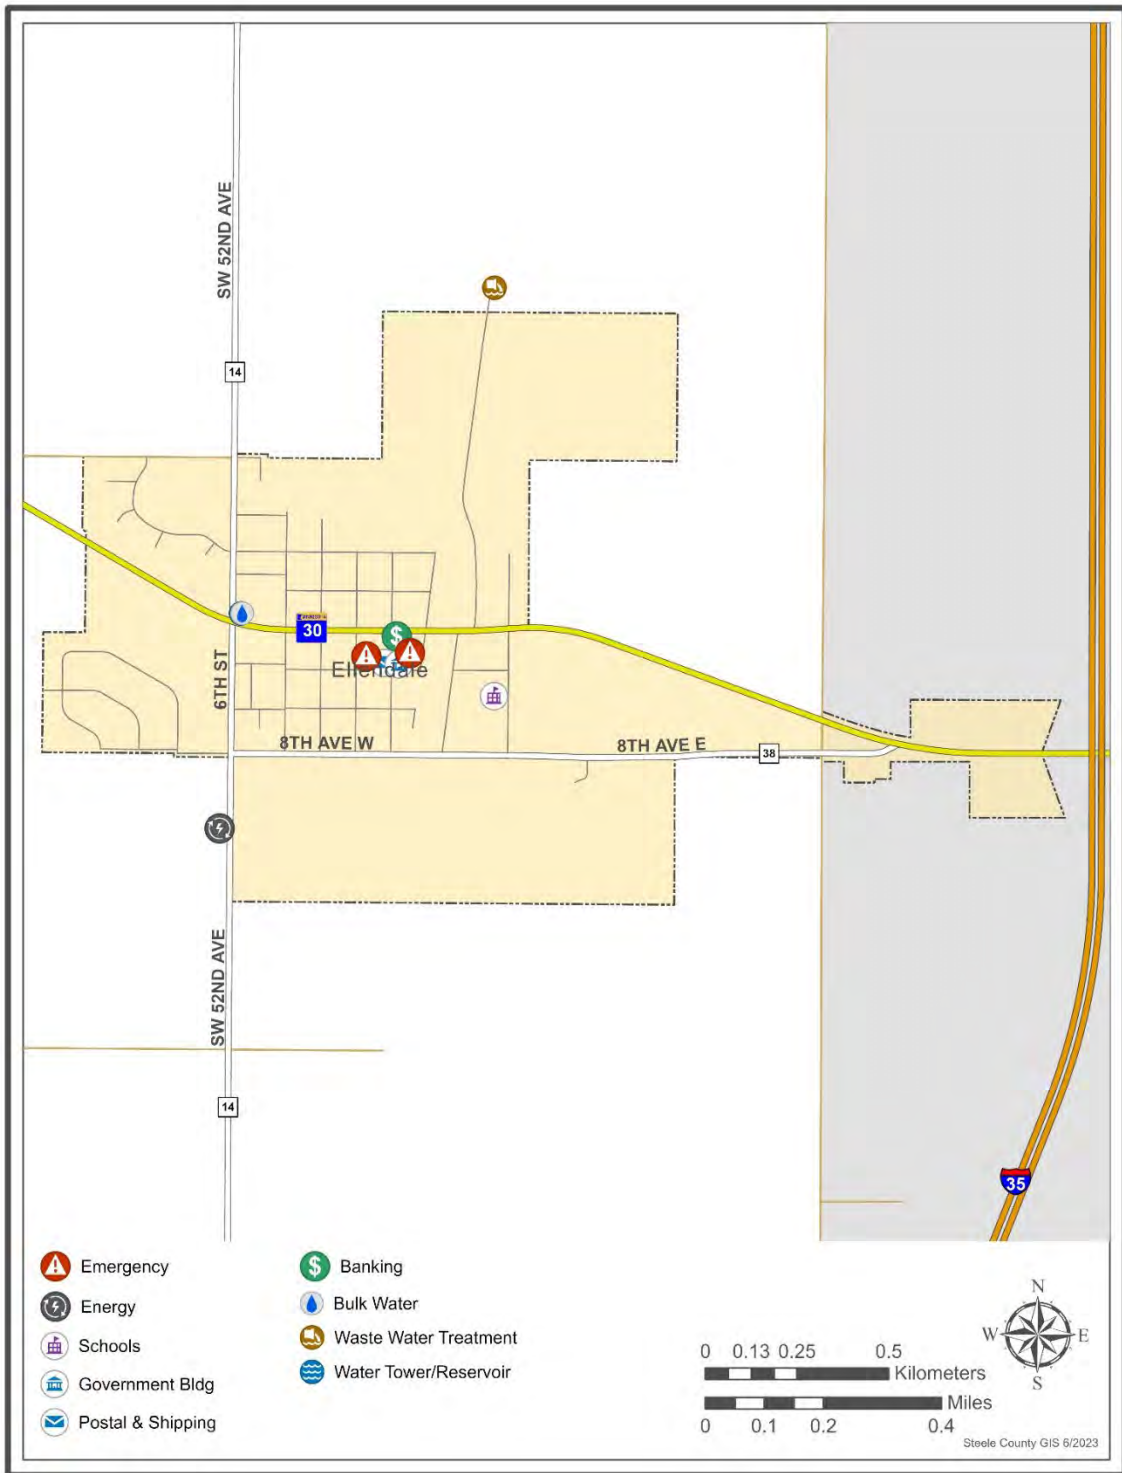 SW 52ND AVE
14
30
$
Ellendale
6TH ST
8TH AVE W
8TH AVE E
38
SW 52ND AVE
14
35
Emergency
Energy
Schools
Government Bldg
Postal & Shipping
$ Banking
Bulk Water
Waste Water Treatment
Water Tower/Reservoir
N
W E
S
0 0.13 0.25 0.5
Kilometers
Miles
0 0.1 0.2 0.4
Steele County GIS 6/2023